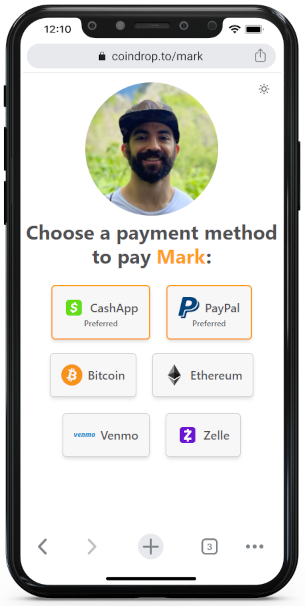 12:10
coindrop.to/mark
Choose a payment method
to pay Mark:
CashApp
Preferred
PayPal
Preferred
Bitcoin
Ethereum
venmo Venmo
Zelle
3